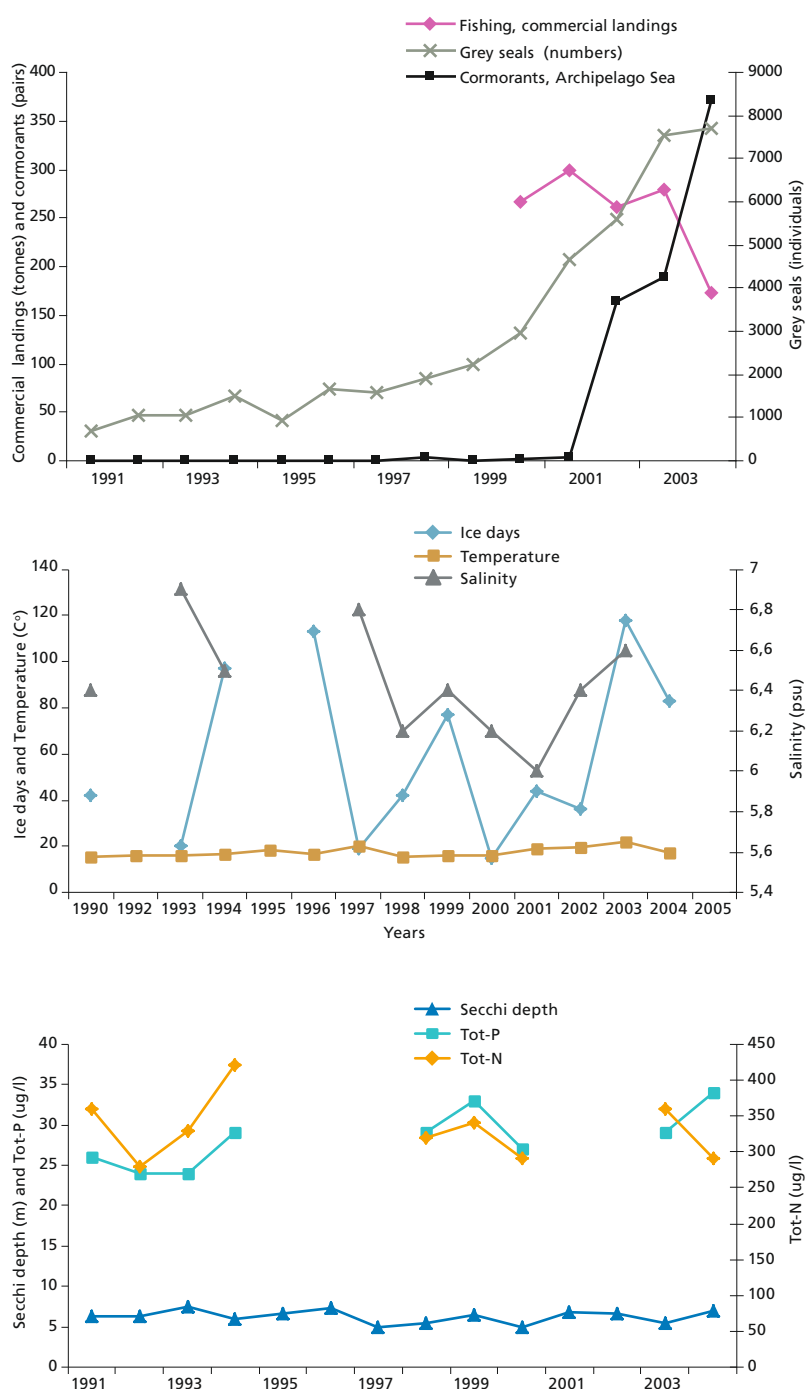 Fishing, commercial landings
Grey seals (numbers)
Cormorants, Archipelago Sea
Commercial landings (tonnes) and cormorants (pairs)
400
350
300
250
200
150
100
50
0
9000
8000
7000
6000
5000
4000
3000
2000
1000
0
Grey seals (individuals)
1991 1993 1995 1997 1999 2001 2003
Ice days
Temperature
Salinity
Ice days and Temperature (C°)
140
120
100
80
60
40
20
0
7
6,8
6,6
6,4
6,2
6
5,8
5,6
5,4
Salinity (psu)
1990 1992 1993 1994 1995 1996 1997 1998 1999 2000 2001 2002 2003 2004 2005
Years
Secchi depth
Tot-P
Tot-N
Secchi depth (m) and Tot-P (ug/l)
40
35
30
25
20
15
10
5
0
450
400
350
300
250
200
150
100
50
0
Tot-N (ug/l)
1991 1993 1995 1997 1999 2001 2003